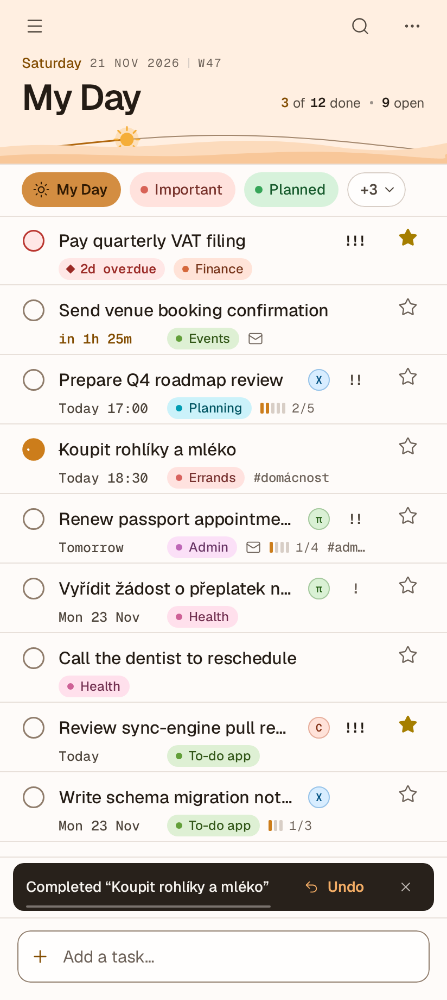 Saturday 21 NOV 2026 | W47
My Day
3 of 12 done • 9 open
My Day
Important
Planned
+3
Pay quarterly VAT filing !!!
2d overdue Finance
Send venue booking confirmation
in 1h 25m Events
Prepare Q4 roadmap review X !!
Today 17:00 Planning 2/5
Koupit rohlíky a mléko
Today 18:30 Errands #domácnost
Renew passport appointme… π !!
Tomorrow Admin 1/4 #adm…
Vyřídit žádost o přeplatek n… π !
Mon 23 Nov Health
Call the dentist to reschedule
Health
Review sync-engine pull re… C !!!
Today To-do app
Write schema migration not… X
Mon 23 Nov To-do app 1/3
Completed “Koupit rohlíky a mléko” Undo
Add a task…